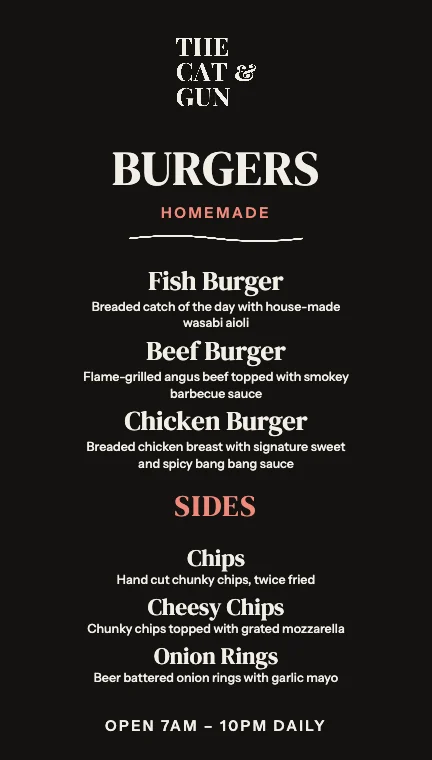 THE
CAT &
GUN
BURGERS
HOMEMADE
Fish Burger
Breaded catch of the day with house-made
wasabi aioli
Beef Burger
Flame-grilled angus beef topped with smokey
barbecue sauce
Chicken Burger
Breaded chicken breast with signature sweet
and spicy bang bang sauce
SIDES
Chips
Hand cut chunky chips, twice fried
Cheesy Chips
Chunky chips topped with grated mozzarella
Onion Rings
Beer battered onion rings with garlic mayo
OPEN 7AM – 10PM DAILY